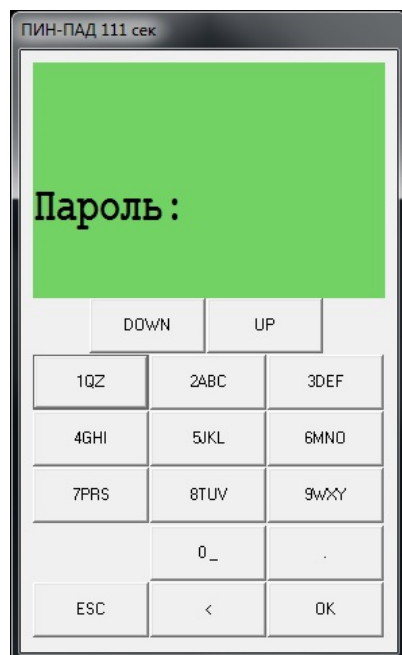 ПИН-ПАД 111 сек
Пароль:
DOWN UP
1QZ 2ABC 3DEF
4GHI 5JKL 6MNO
7PRS 8TUV 9WXY
0_ .
ESC < OK